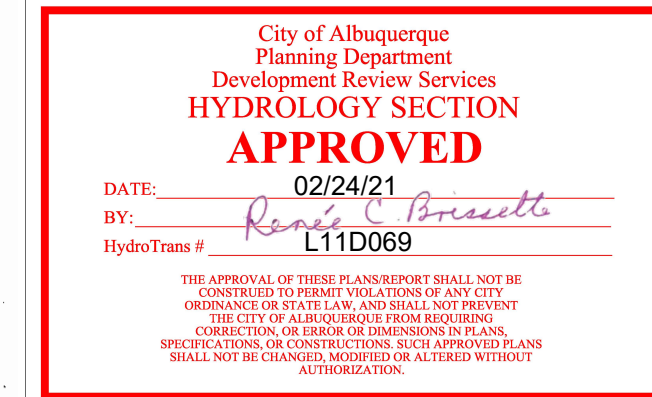 City of Albuquerque
Planning Department
Development Review Services
HYDROLOGY SECTION
APPROVED
DATE: 02/24/21
BY: Renée C. Brissette
HydroTrans # L11D069
THE APPROVAL OF THESE PLANS/REPORT SHALL NOT BE
CONSTRUED TO PERMIT VIOLATIONS OF ANY CITY
ORDINANCE OR STATE LAW, AND SHALL NOT PREVENT
THE CITY OF ALBUQUERQUE FROM REQUIRING
CORRECTION, OR ERROR OR DIMENSIONS IN PLANS,
SPECIFICATIONS, OR CONSTRUCTIONS. SUCH APPROVED PLANS
SHALL NOT BE CHANGED, MODIFIED OR ALTERED WITHOUT
AUTHORIZATION.